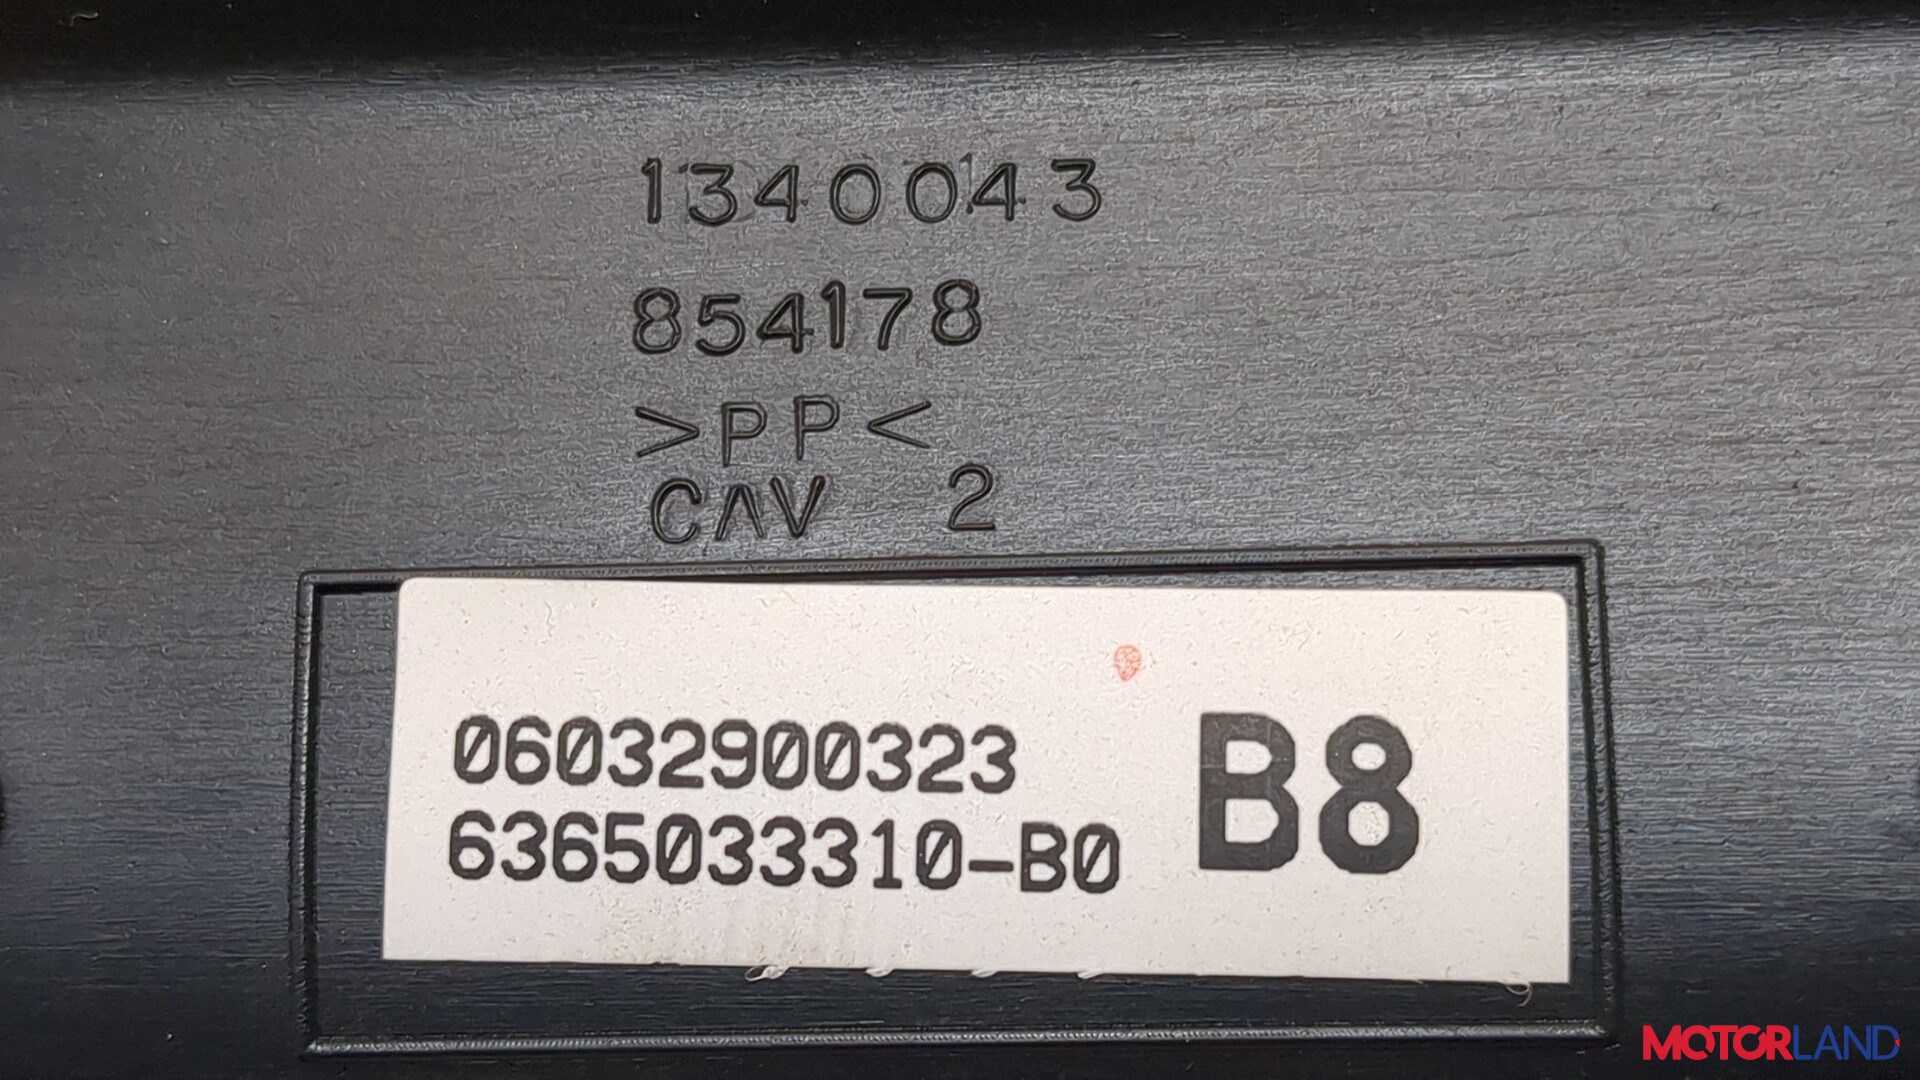 1340043
854178
>PP<
CAV 2
06032900323
6365033310-B0
B8
MOTORLAND